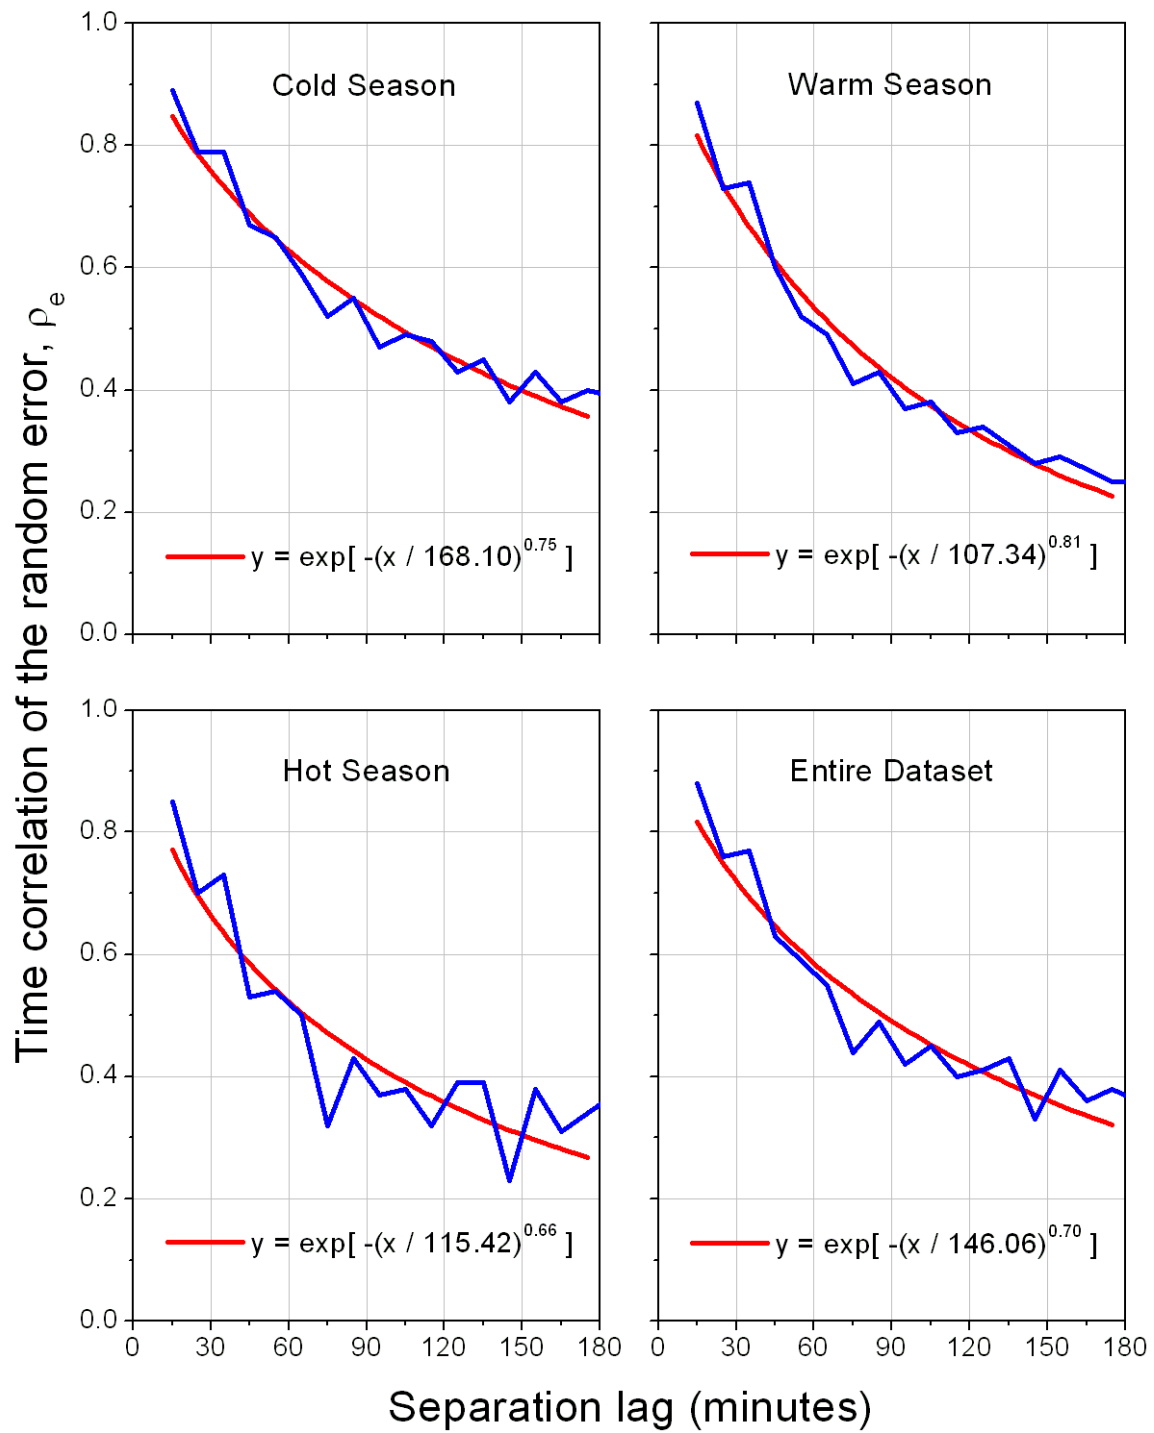 Time correlation of the random error, ρe
1.0
0.8
0.6
0.4
0.2
0.0
Cold Season
y = exp[ -(x / 168.10)^0.75 ]
Warm Season
y = exp[ -(x / 107.34)^0.81 ]
1.0
0.8
0.6
0.4
0.2
0.0
Hot Season
y = exp[ -(x / 115.42)^0.66 ]
0 30 60 90 120 150 180
Entire Dataset
y = exp[ -(x / 146.06)^0.70 ]
0 30 60 90 120 150 180
Separation lag (minutes)